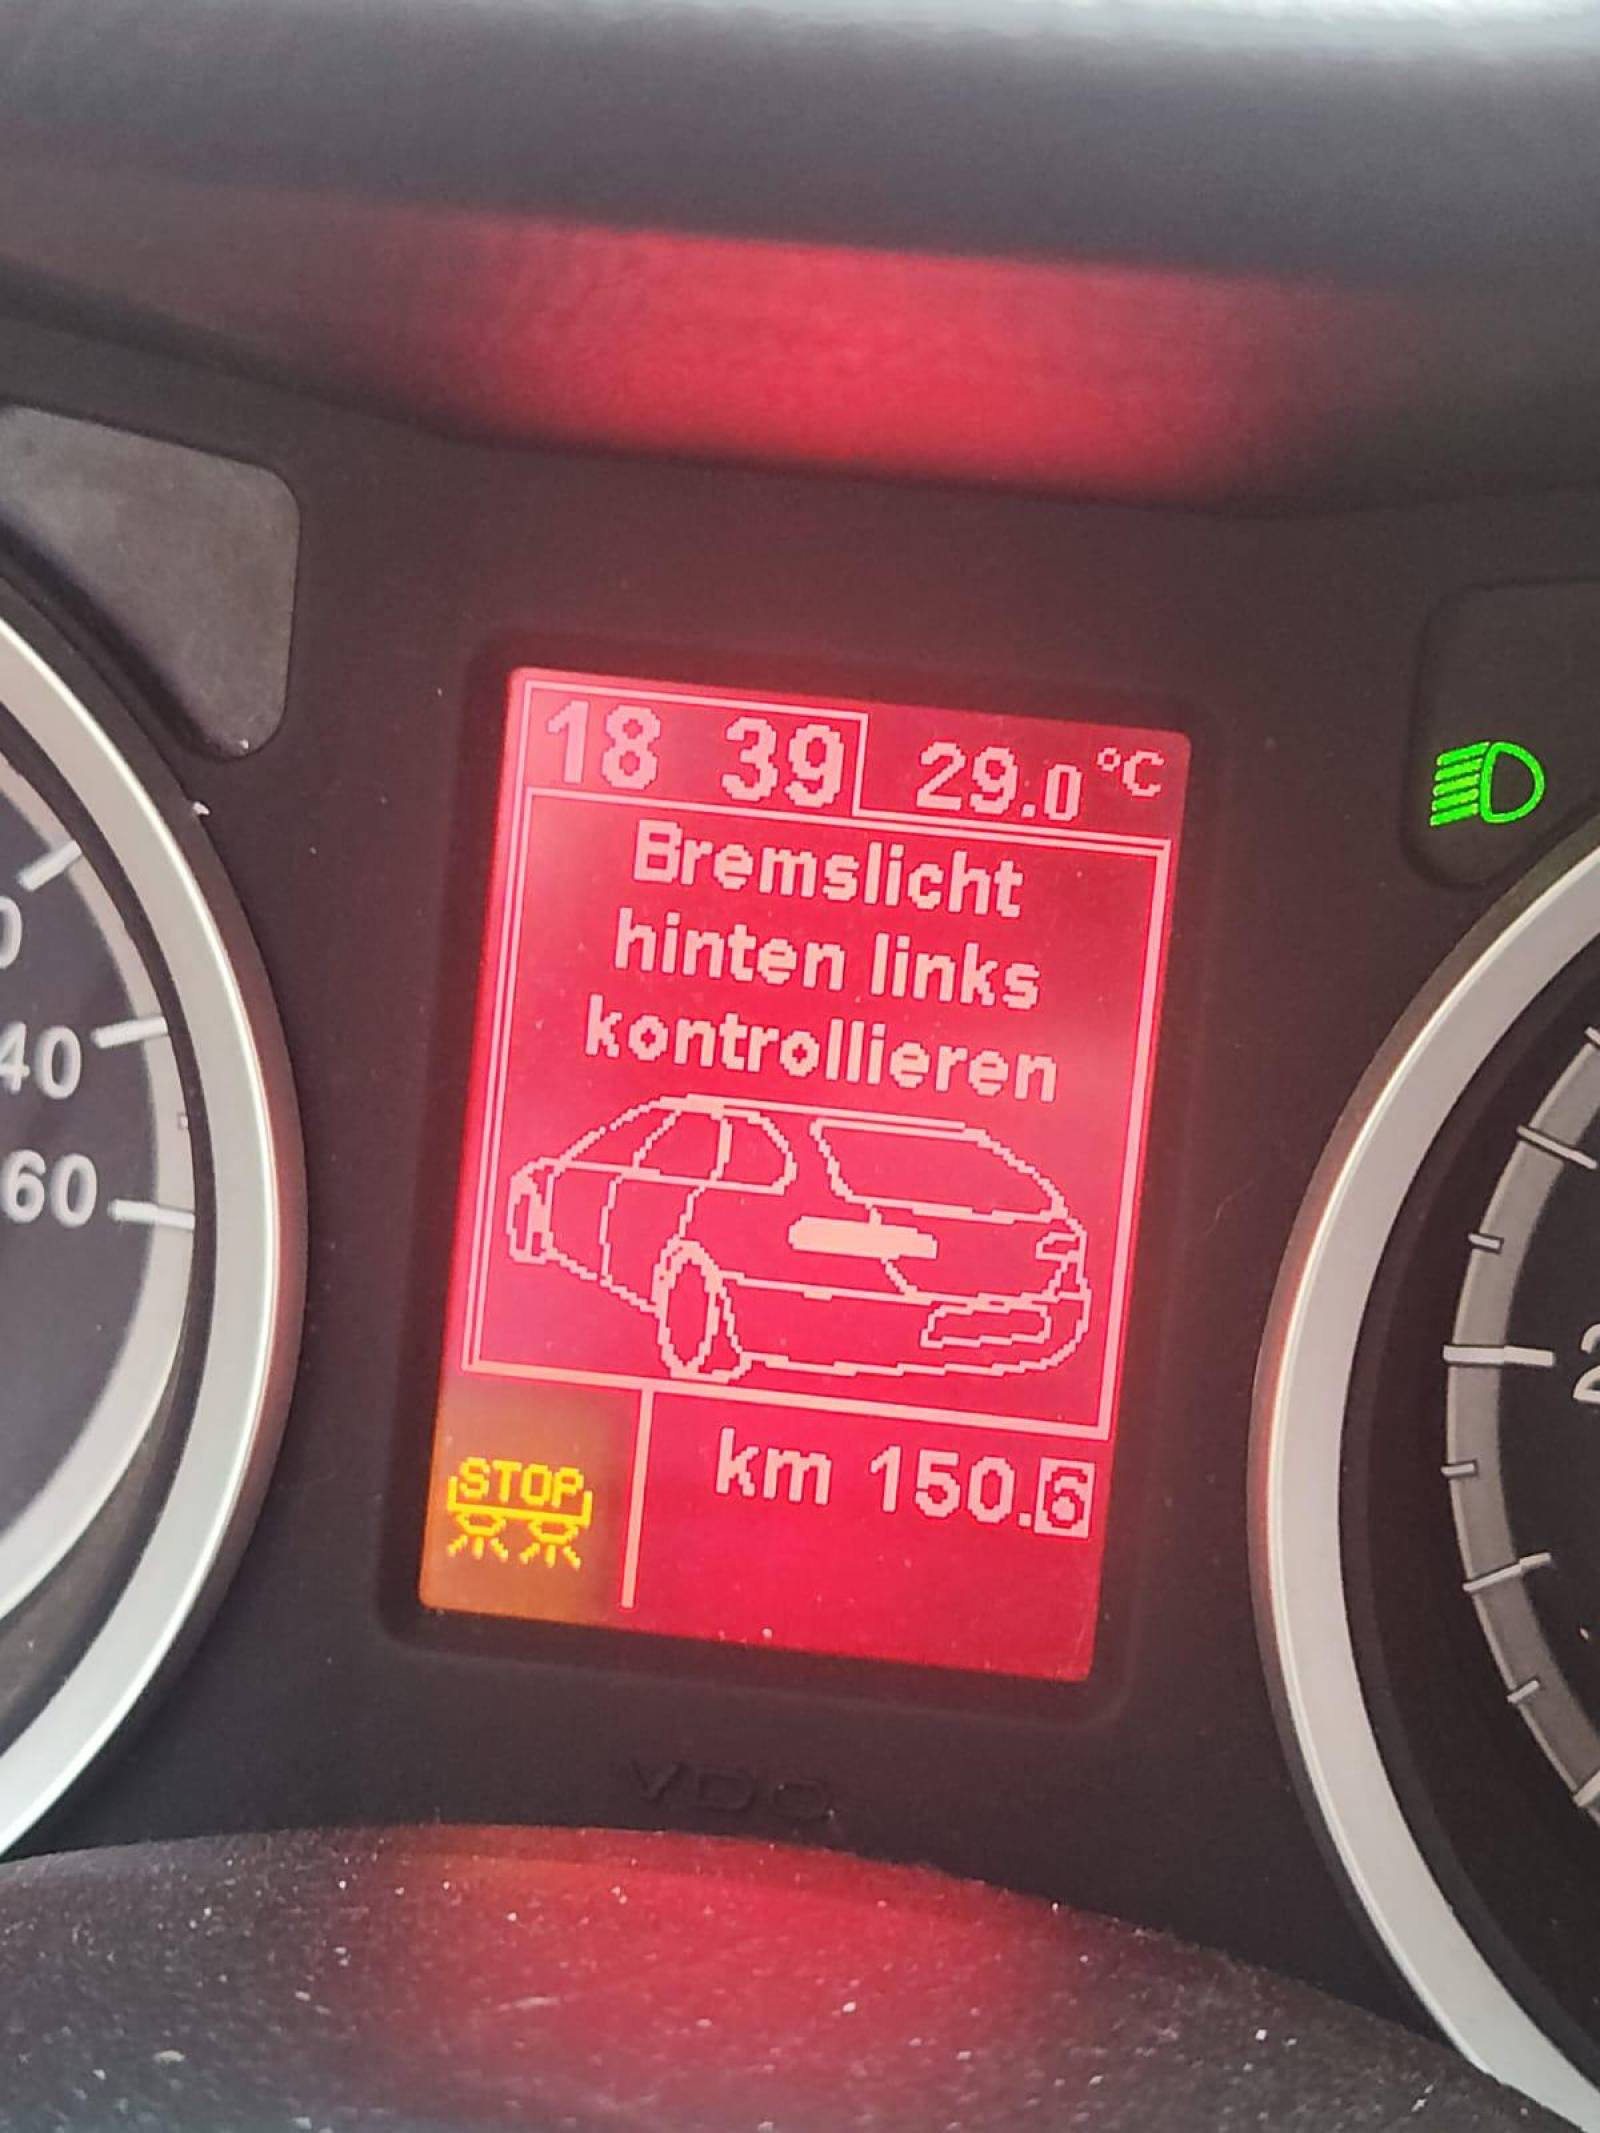 18 39 29.0 °C
Bremslicht
hinten links
kontrollieren
40
60
STOP
km 150.6
VDO